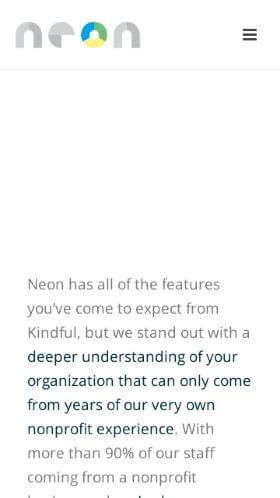 neon
Neon has all of the features
you've come to expect from
Kindful, but we stand out with a
deeper understanding of your
organization that can only come
from years of our very own
nonprofit experience. With
more than 90% of our staff
coming from a nonprofit